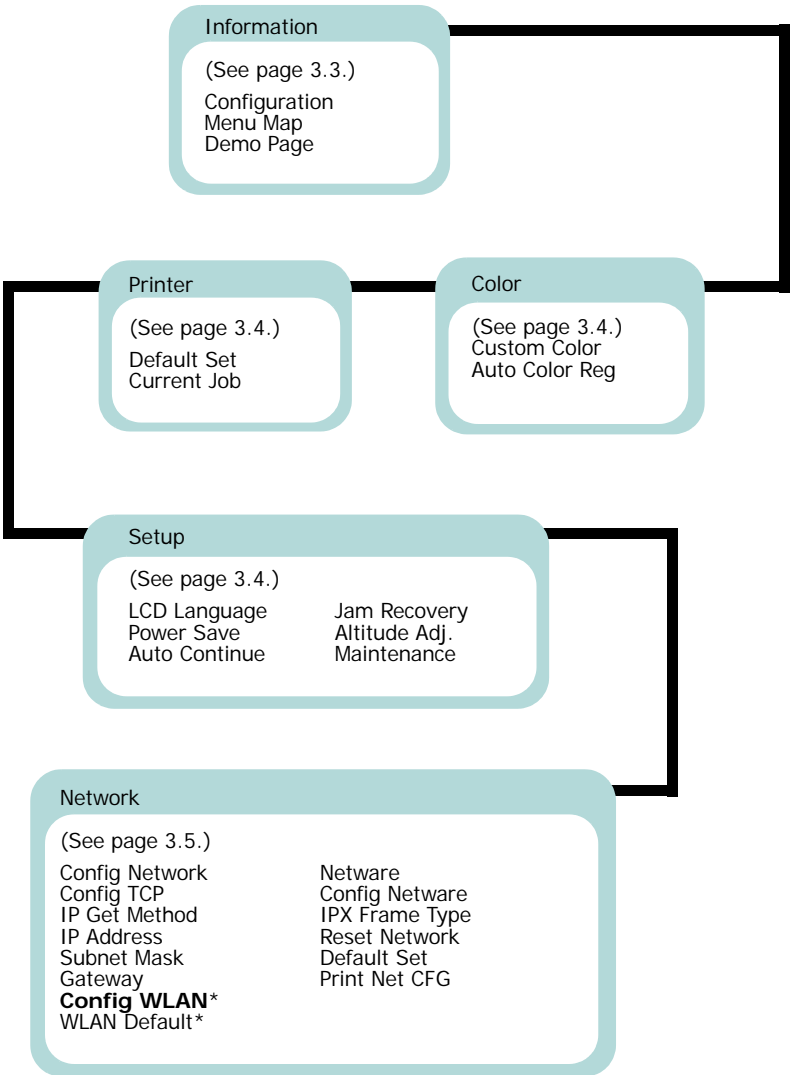 Information
(See page 3.3.)
Configuration
Menu Map
Demo Page
Printer
(See page 3.4.)
Default Set
Current Job
Color
(See page 3.4.)
Custom Color
Auto Color Reg
Setup
(See page 3.4.)
LCD Language
Power Save
Auto Continue
Jam Recovery
Altitude Adj.
Maintenance
Network
(See page 3.5.)
Config Network
Config TCP
IP Get Method
IP Address
Subnet Mask
Gateway
Config WLAN*
WLAN Default*
Netware
Config Netware
IPX Frame Type
Reset Network
Default Set
Print Net CFG